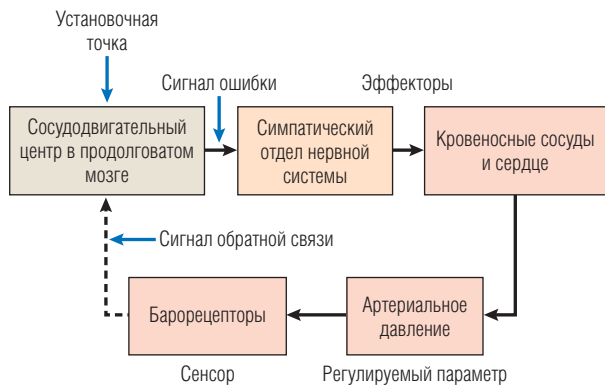 Установочная
точка
Сигнал ошибки
Эффекторы
Сосудодвигательный
центр в продолговатом
мозге
Симпатический
отдел нервной
системы
Кровеносные сосуды
и сердце
Сигнал обратной связи
Барорецепторы
Артериальное
давление
Сенсор
Регулируемый параметр